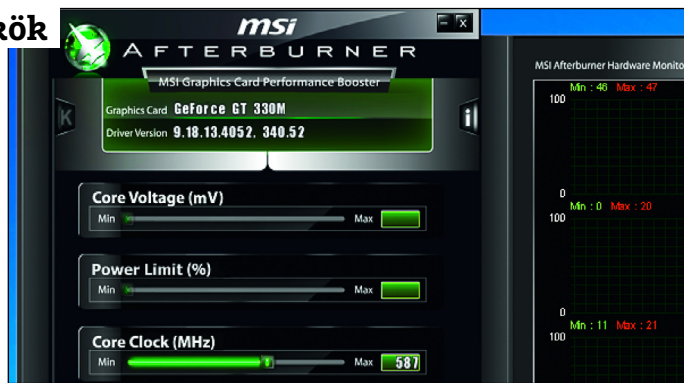 kök
msi
AFTERBURNER
MSI Graphics Card Performance Booster
Graphics Card GeForce GT 330M
Driver Version 9.18.13.4052, 340.52
K
i
Core Voltage (mV)
Min Max
Power Limit (%)
Min Max
Core Clock (MHz)
Min Max 587
MSI Afterburner Hardware Monito
Min : 46 Max : 47
100
0
Min : 0 Max : 20
100
0
Min : 11 Max : 21
100